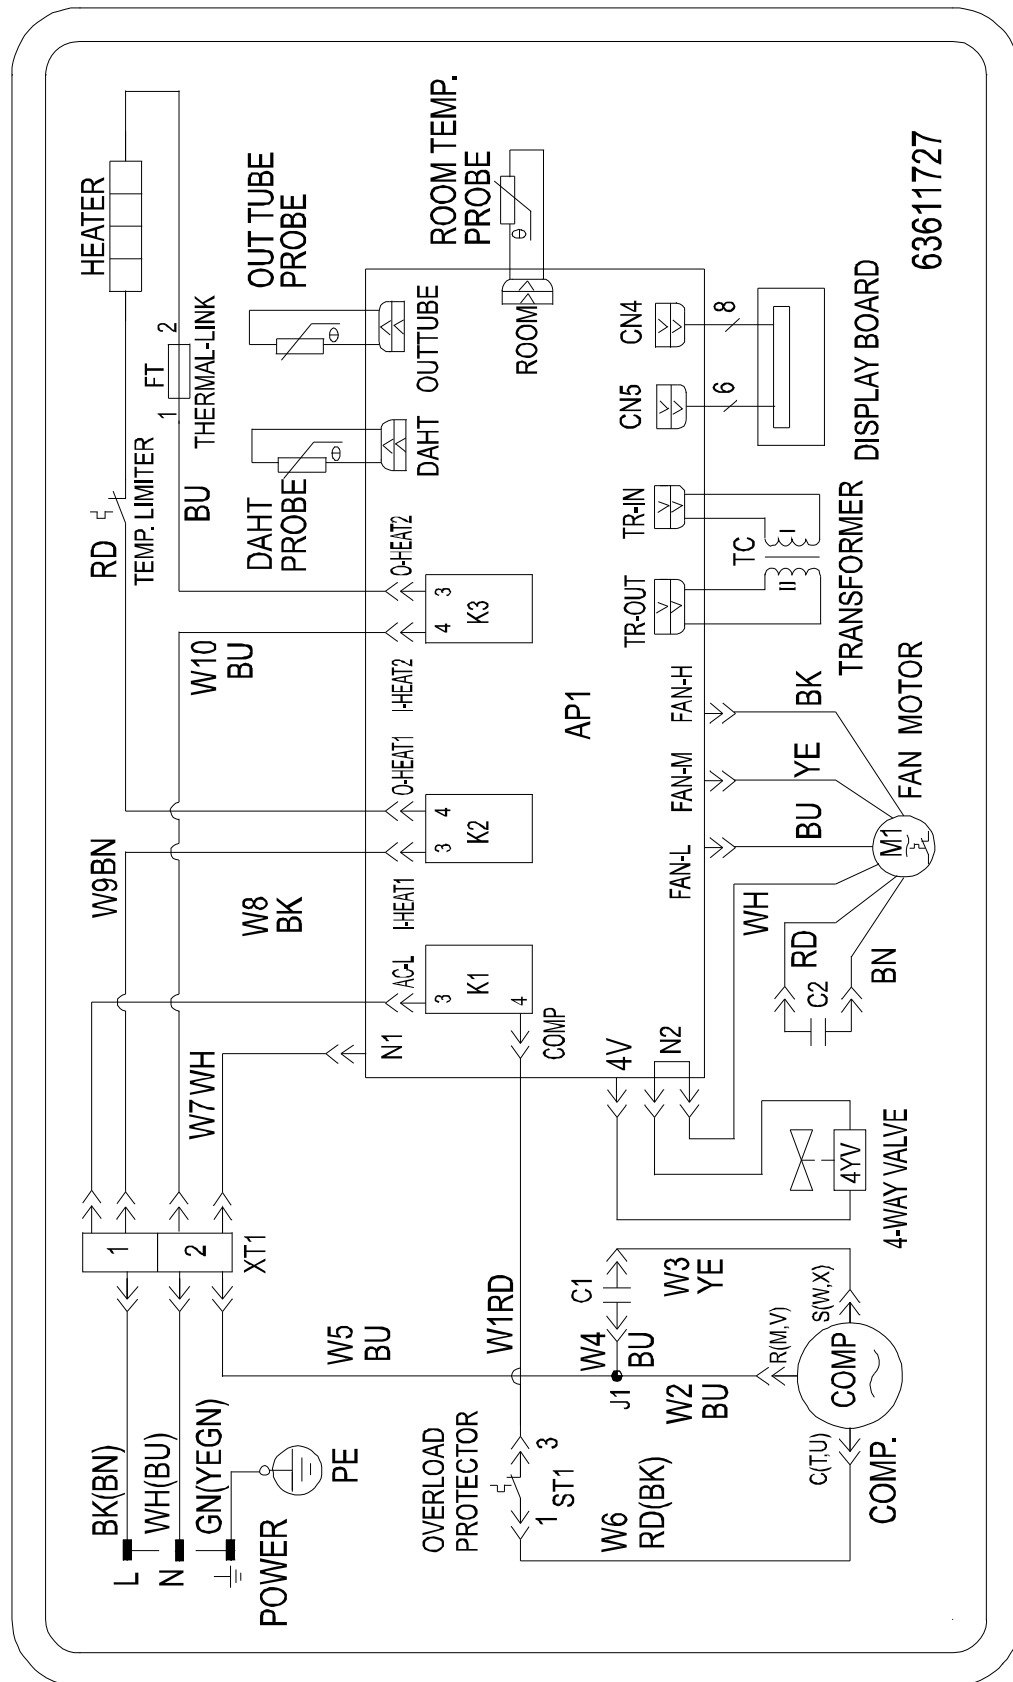 L
N
POWER
BK(BN)
WH(BU)
GN(YEGN)
PE
XT1
1
2
W5
BU
W7WH
W9BN
W8
BK
W10
BU
RD
TEMP. LIMITER
BU
HEATER
FT
1
2
THERMAL-LINK
OUT TUBE
PROBE
θ
OUTTUBE
DAHT
PROBE
θ
DAHT
ROOM TEMP.
PROBE
θ
ROOM
N1
AC-L
3
K1
4
COMP
I-HEAT1
O-HEAT1
3
4
K2
I-HEAT2
O-HEAT2
4
3
K3
AP1
4V
N2
FAN-L
FAN-M
FAN-H
TR-OUT
TR-IN
CN5
CN4
6
8
DISPLAY BOARD
TC
II
I
TRANSFORMER
WH
BU
YE
BK
M1
FAN MOTOR
RD
BN
C2
4YV
4-WAY VALVE
OVERLOAD
PROTECTOR
1
3
ST1
W1RD
W6
RD(BK)
J1
W4
BU
C1
W3
YE
W2
BU
R(M,V)
S(W,X)
C(T,U)
COMP
COMP.
63611727